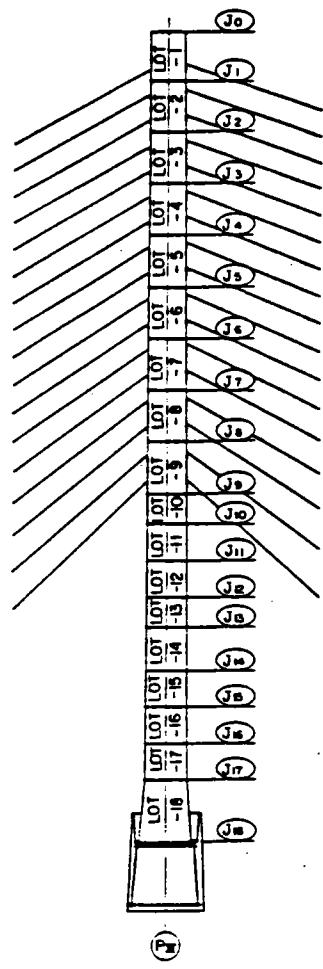 J0
LOT -1
J1
LOT -2
J2
LOT -3
J3
LOT -4
J4
LOT -5
J5
LOT -6
J6
LOT -7
J7
LOT -8
J8
LOT -9
J9
LOT -10
J10
LOT -11
J11
LOT -12
J12
LOT -13
J13
LOT -14
J14
LOT -15
J15
LOT -16
J16
LOT -17
J17
LOT -18
J18
PIII